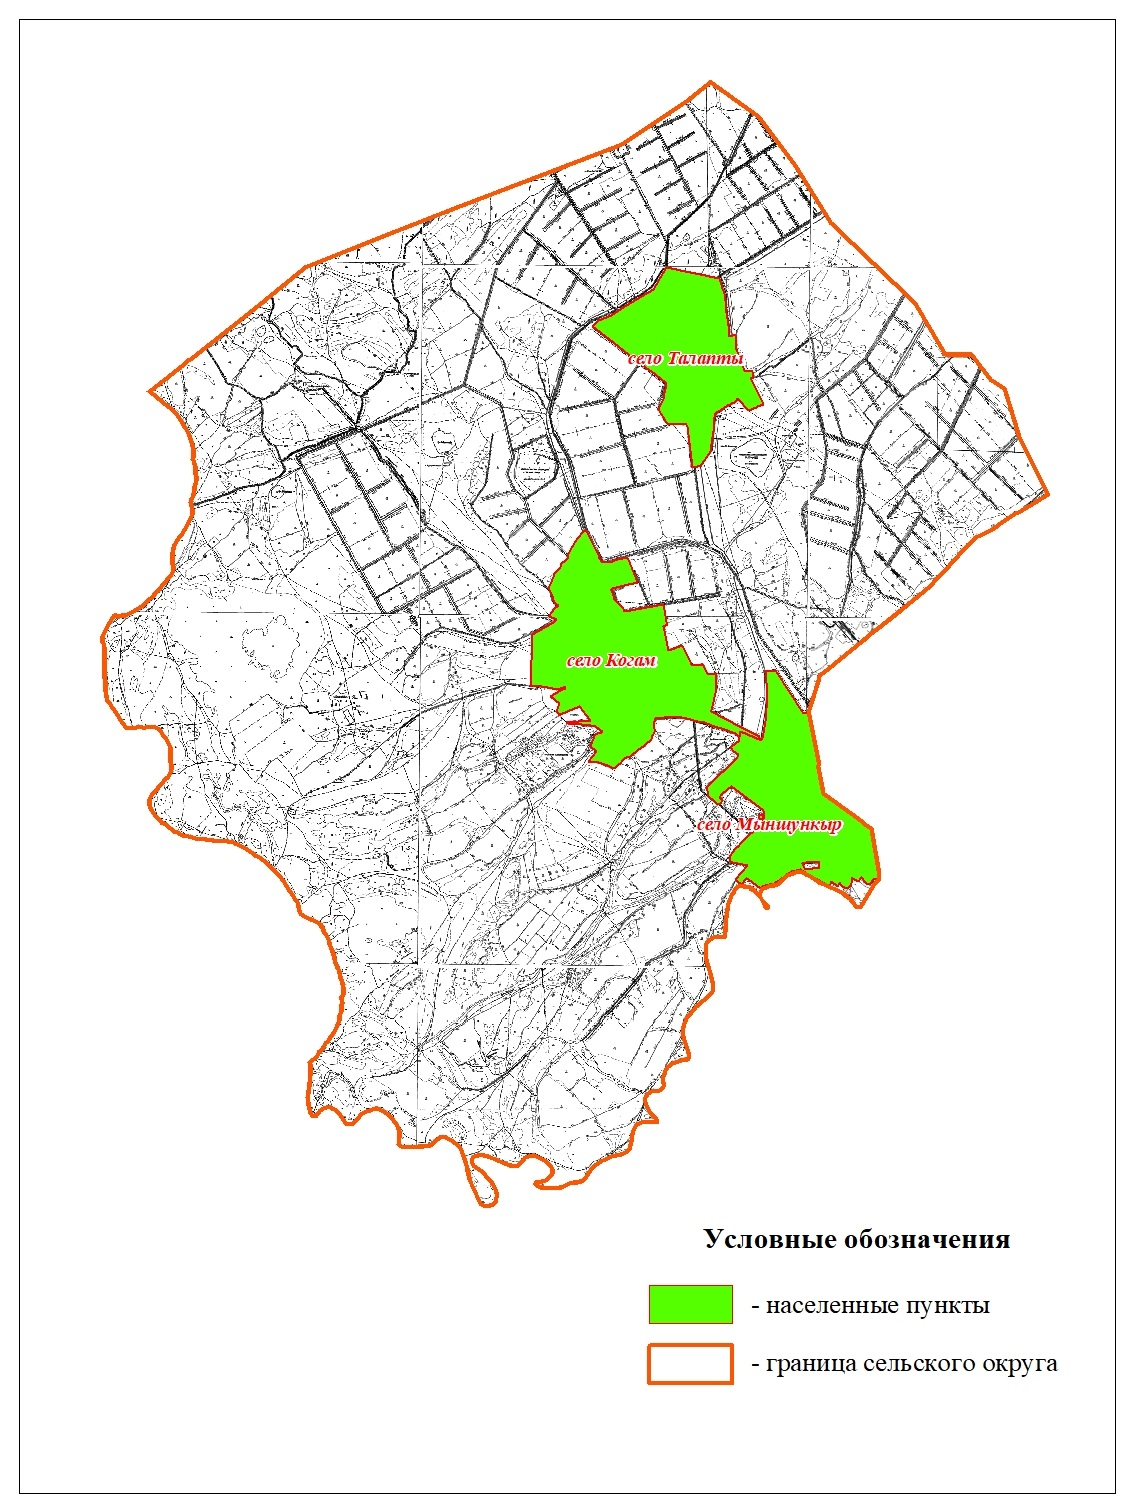 село Талапты
село Когам
село Мыншункыр
Условные обозначения
- населенные пункты
- граница сельского округа